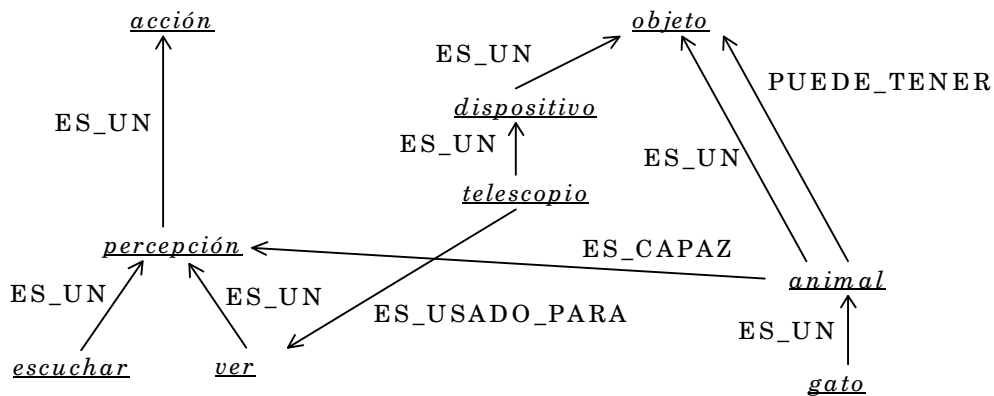 acción
objeto
ES_UN
PUEDE_TENER
dispositivo
ES_UN
ES_UN
ES_UN
telescopio
percepción
ES_CAPAZ
animal
ES_UN
ES_UN
ES_USADO_PARA
ES_UN
escuchar
ver
gato